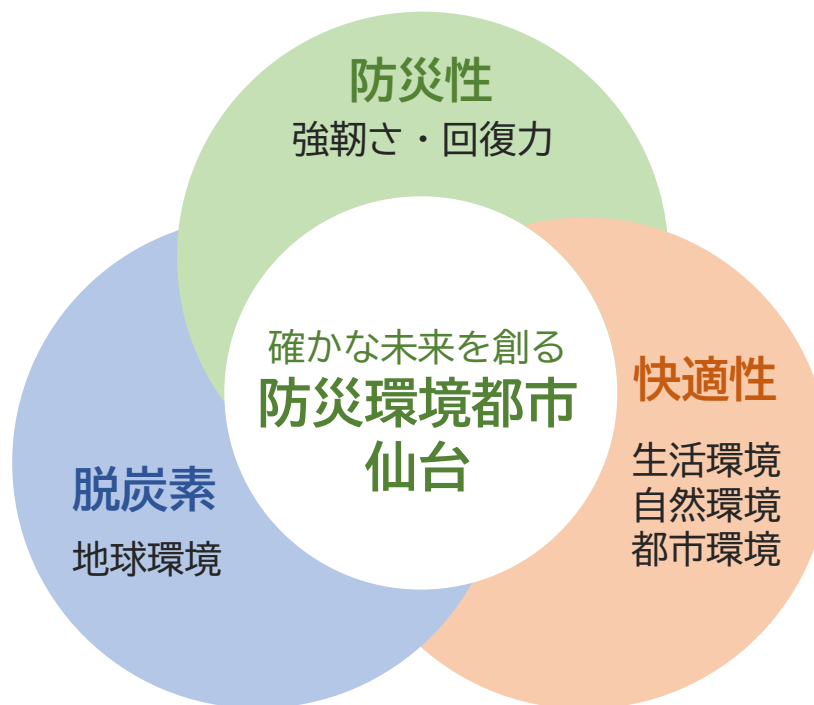 防災性
強靭さ・回復力
確かな未来を創る
防災環境都市
仙台
脱炭素
地球環境
快適性
生活環境
自然環境
都市環境